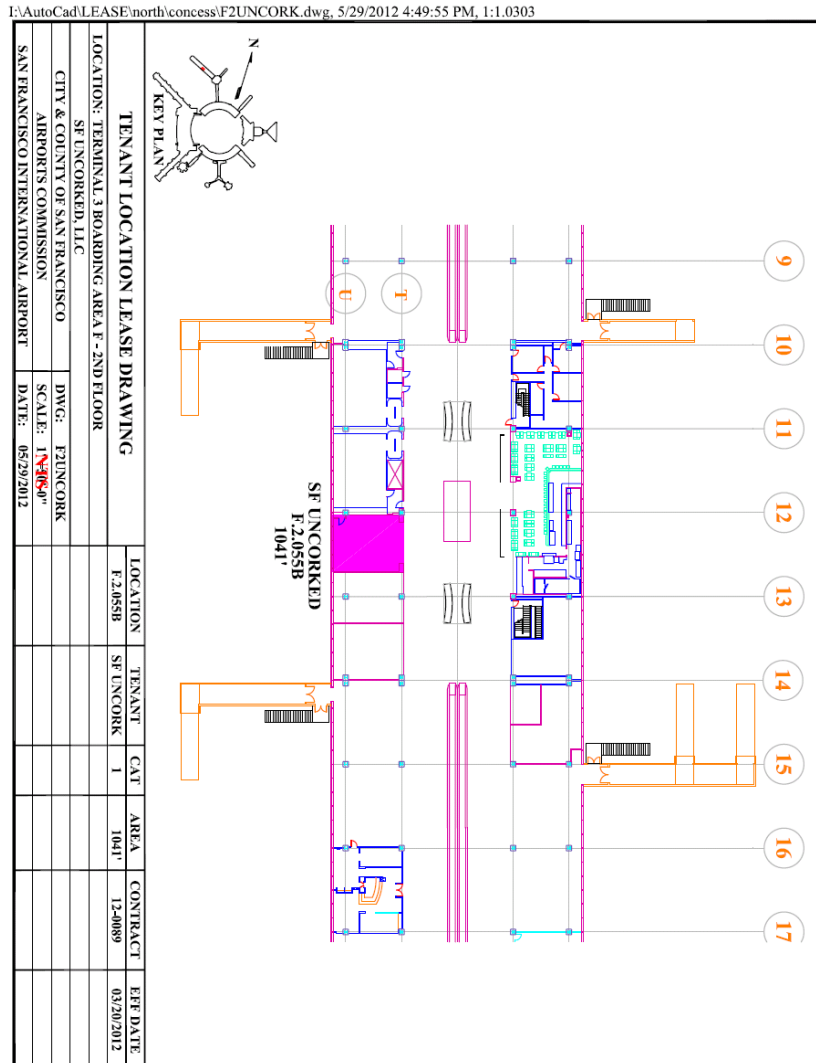 I:\AutoCad\LEASE\north\concess\F2UNCORK.dwg, 5/29/2012 4:49:55 PM, 1:1.0303
N
KEY PLAN
9
10
11
12
13
14
15
16
17
U
T
SF UNCORKED
F.2.055B
1041'
TENANT LOCATION LEASE DRAWING
LOCATION: TERMINAL 3 BOARDING AREA F - 2ND FLOOR
SF UNCORKED, LLC
CITY & COUNTY OF SAN FRANCISCO
AIRPORTS COMMISSION
SAN FRANCISCO INTERNATIONAL AIRPORT
DWG: F2UNCORK
SCALE:
DATE: 05/29/2012
LOCATION TENANT CAT AREA CONTRACT EFF DATE
F.2.055B SF UNCORK 1 1041' 12-0089 03/20/2012